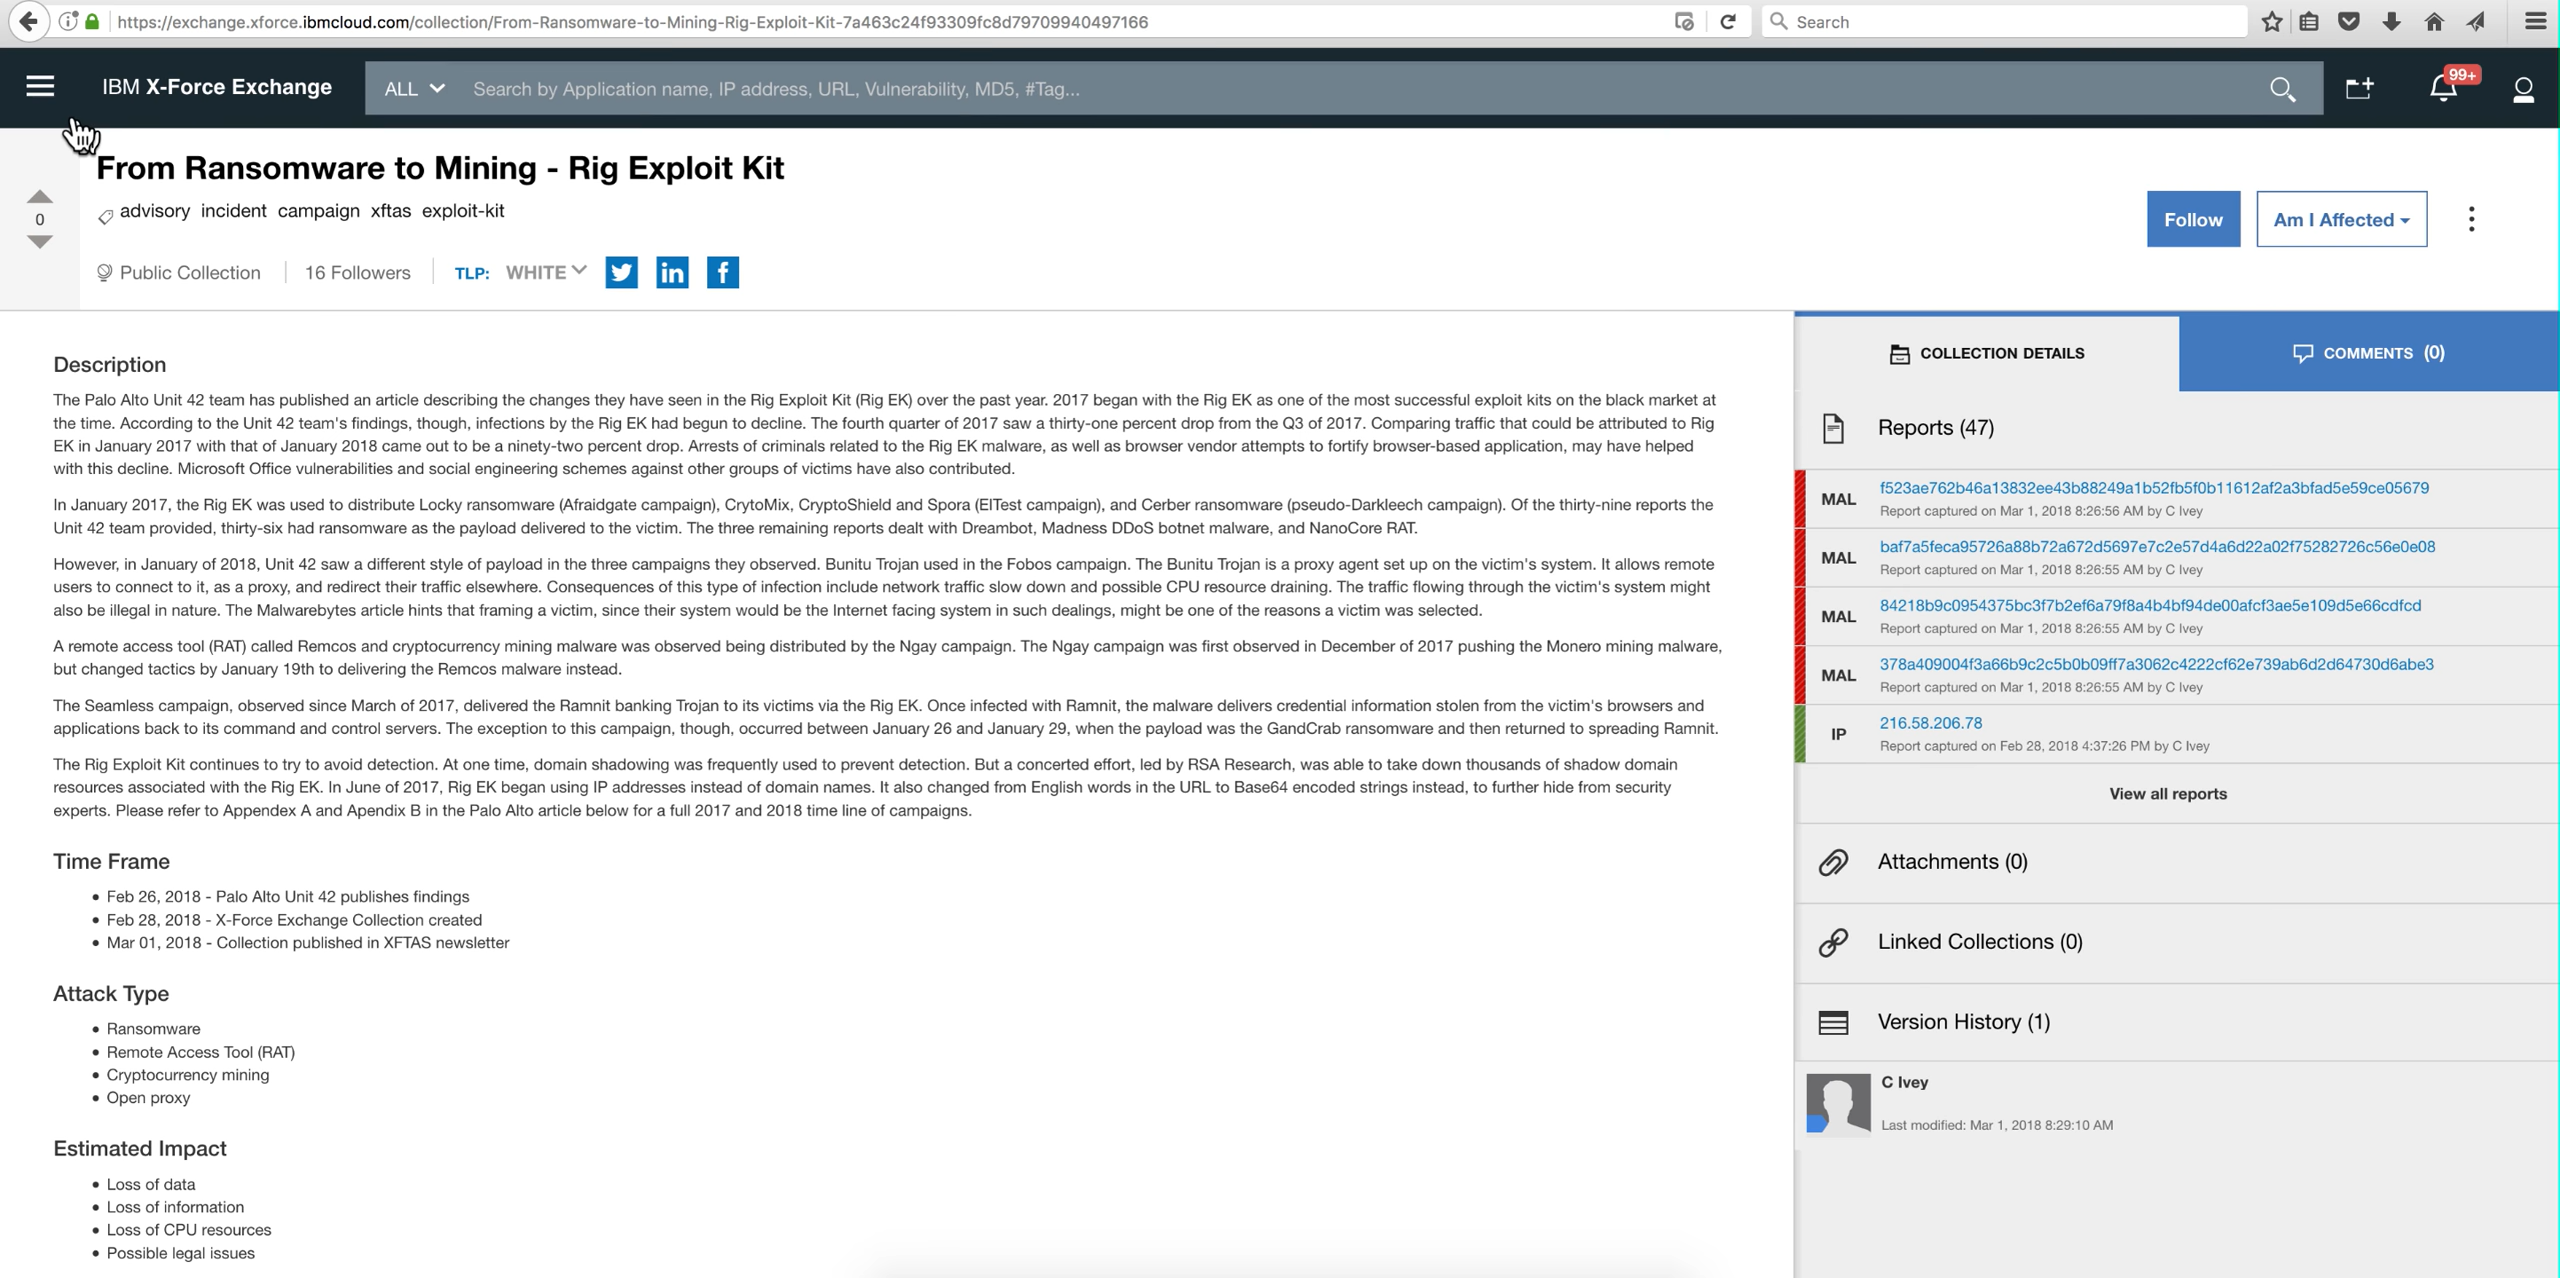 https://exchange.xforce.ibmcloud.com/collection/From-Ransomware-to-Mining-Rig-Exploit-Kit-7a463c24f93309fc8d79709940497166
Search
IBM X-Force Exchange
ALL
Search by Application name, IP address, URL, Vulnerability, MD5, #Tag...
99+
From Ransomware to Mining - Rig Exploit Kit
0
advisory incident campaign xftas exploit-kit
Follow
Am I Affected
Public Collection
16 Followers
TLP: WHITE
Description
The Palo Alto Unit 42 team has published an article describing the changes they have seen in the Rig Exploit Kit (Rig EK) over the past year. 2017 began with the Rig EK as one of the most successful exploit kits on the black market at
the time. According to the Unit 42 team's findings, though, infections by the Rig EK had begun to decline. The fourth quarter of 2017 saw a thirty-one percent drop from the Q3 of 2017. Comparing traffic that could be attributed to Rig
EK in January 2017 with that of January 2018 came out to be a ninety-two percent drop. Arrests of criminals related to the Rig EK malware, as well as browser vendor attempts to fortify browser-based application, may have helped
with this decline. Microsoft Office vulnerabilities and social engineering schemes against other groups of victims have also contributed.
In January 2017, the Rig EK was used to distribute Locky ransomware (Afraidgate campaign), CrytoMix, CryptoShield and Spora (EITest campaign), and Cerber ransomware (pseudo-Darkleech campaign). Of the thirty-nine reports the
Unit 42 team provided, thirty-six had ransomware as the payload delivered to the victim. The three remaining reports dealt with Dreambot, Madness DDoS botnet malware, and NanoCore RAT.
However, in January of 2018, Unit 42 saw a different style of payload in the three campaigns they observed. Bunitu Trojan used in the Fobos campaign. The Bunitu Trojan is a proxy agent set up on the victim's system. It allows remote
users to connect to it, as a proxy, and redirect their traffic elsewhere. Consequences of this type of infection include network traffic slow down and possible CPU resource draining. The traffic flowing through the victim's system might
also be illegal in nature. The Malwarebytes article hints that framing a victim, since their system would be the Internet facing system in such dealings, might be one of the reasons a victim was selected.
A remote access tool (RAT) called Remcos and cryptocurrency mining malware was observed being distributed by the Ngay campaign. The Ngay campaign was first observed in December of 2017 pushing the Monero mining malware,
but changed tactics by January 19th to delivering the Remcos malware instead.
The Seamless campaign, observed since March of 2017, delivered the Ramnit banking Trojan to its victims via the Rig EK. Once infected with Ramnit, the malware delivers credential information stolen from the victim's browsers and
applications back to its command and control servers. The exception to this campaign, though, occurred between January 26 and January 29, when the payload was the GandCrab ransomware and then returned to spreading Ramnit.
The Rig Exploit Kit continues to try to avoid detection. At one time, domain shadowing was frequently used to prevent detection. But a concerted effort, led by RSA Research, was able to take down thousands of shadow domain
resources associated with the Rig EK. In June of 2017, Rig EK began using IP addresses instead of domain names. It also changed from English words in the URL to Base64 encoded strings instead, to further hide from security
experts. Please refer to Appendex A and Apendix B in the Palo Alto article below for a full 2017 and 2018 time line of campaigns.
Time Frame
• Feb 26, 2018 - Palo Alto Unit 42 publishes findings
• Feb 28, 2018 - X-Force Exchange Collection created
• Mar 01, 2018 - Collection published in XFTAS newsletter
Attack Type
• Ransomware
• Remote Access Tool (RAT)
• Cryptocurrency mining
• Open proxy
Estimated Impact
• Loss of data
• Loss of information
• Loss of CPU resources
• Possible legal issues
COLLECTION DETAILS
COMMENTS (0)
Reports (47)
MAL
f523ae762b46a13832ee43b88249a1b52fb5f0b11612af2a3bfad5e59ce05679
Report captured on Mar 1, 2018 8:26:56 AM by C Ivey
MAL
baf7a5feca95726a88b72a672d5697e7c2e57d4a6d22a02f75282726c56e0e08
Report captured on Mar 1, 2018 8:26:55 AM by C Ivey
MAL
84218b9c0954375bc3f7b2ef6a79f8a4b4bf94de00afcf3ae5e109d5e66cdfcd
Report captured on Mar 1, 2018 8:26:55 AM by C Ivey
MAL
378a409004f3a66b9c2c5b0b09ff7a3062c4222cf62e739ab6d2d64730d6abe3
Report captured on Mar 1, 2018 8:26:55 AM by C Ivey
IP
216.58.206.78
Report captured on Feb 28, 2018 4:37:26 PM by C Ivey
View all reports
Attachments (0)
Linked Collections (0)
Version History (1)
C Ivey
Last modified: Mar 1, 2018 8:29:10 AM